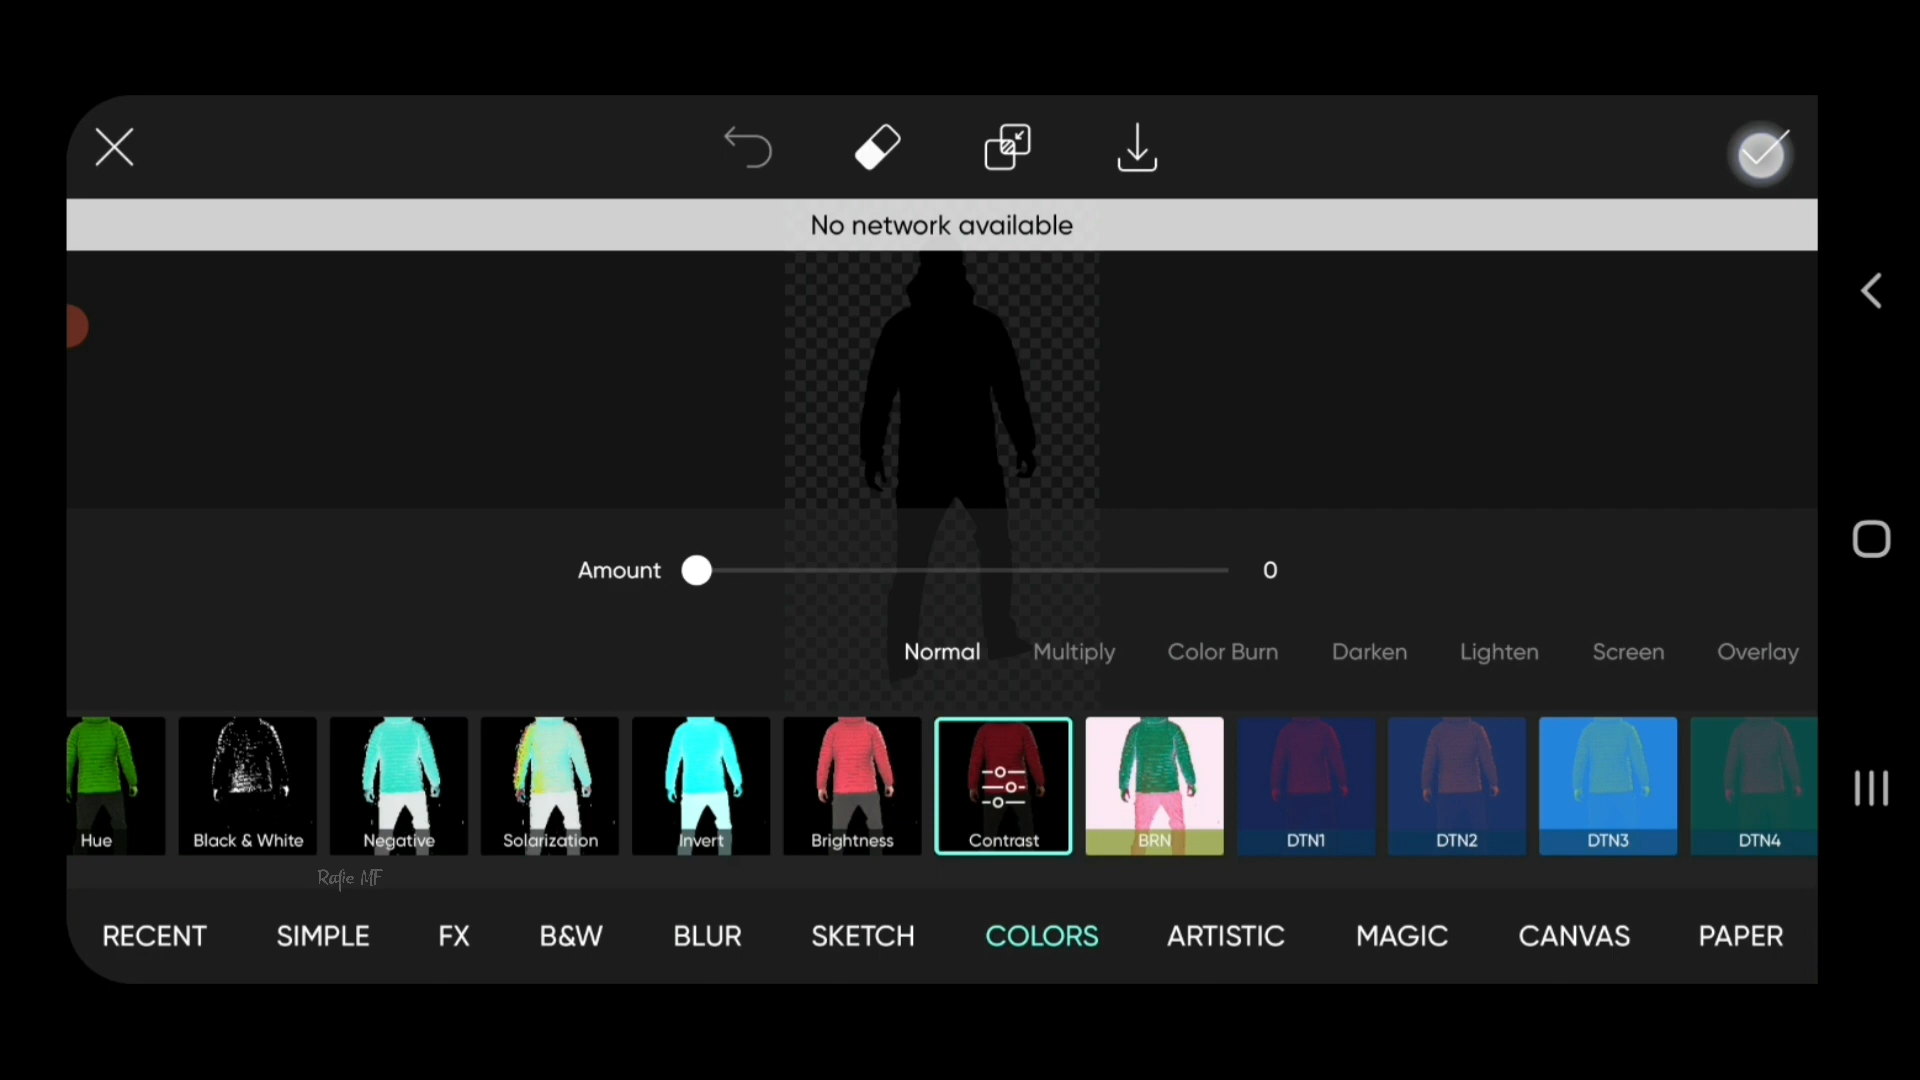 No network available
Amount 0
Normal Multiply Color Burn Darken Lighten Screen Overlay
Hue Black & White Negative Solarization Invert Brightness Contrast BRN DTN1 DTN2 DTN3 DTN4
Rafie MF
RECENT SIMPLE FX B&W BLUR SKETCH COLORS ARTISTIC MAGIC CANVAS PAPER